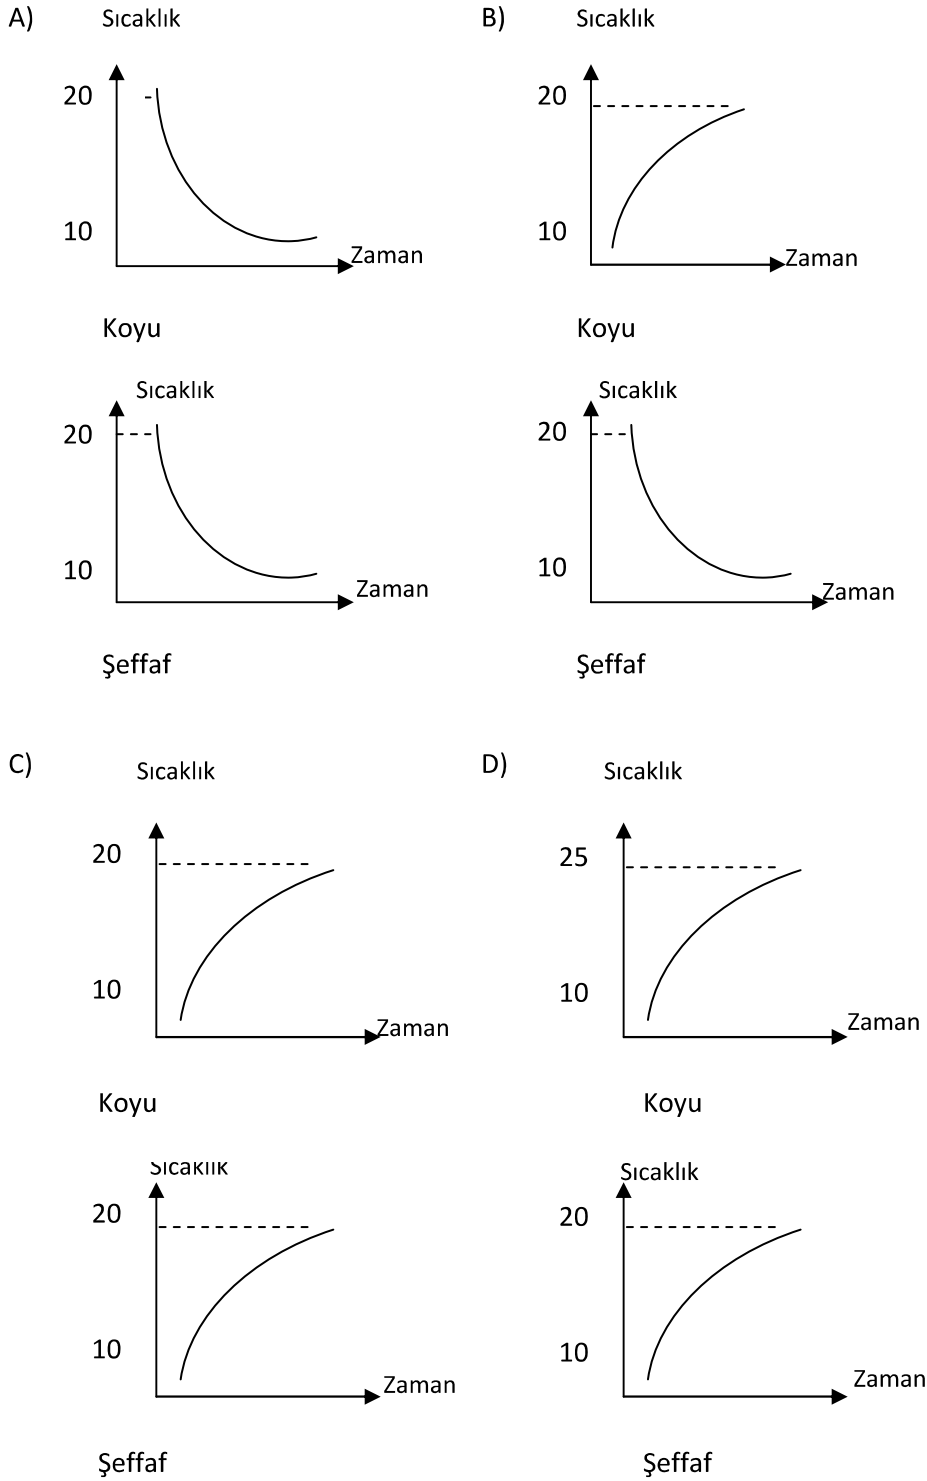 A)
Sıcaklık
20
10
Zaman
Koyu
Sıcaklık
20
10
Zaman
Şeffaf
B)
Sıcaklık
20
10
Zaman
Koyu
Sıcaklık
20
10
Zaman
Şeffaf
C)
Sıcaklık
20
10
Zaman
Koyu
Sıcaklık
20
10
Zaman
Şeffaf
D)
Sıcaklık
25
10
Zaman
Koyu
Sıcaklık
20
10
Zaman
Şeffaf